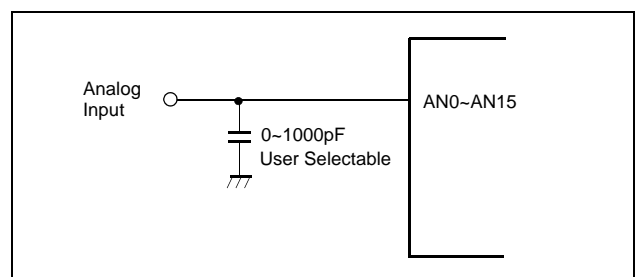 Analog
Input
AN0~AN15
0~1000pF
User Selectable